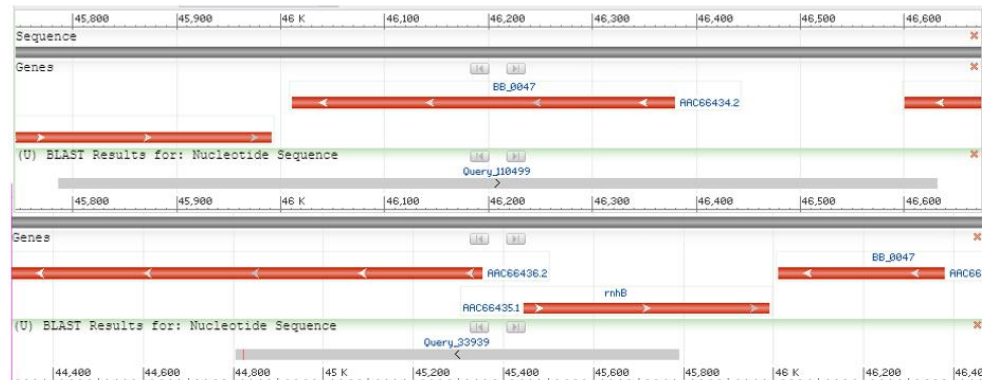 45,800 45,900 46 K 46,100 46,200 46,300 46,400 46,500 46,600
Sequence
Genes
BB_0047
AAC66434.2
(U) BLAST Results for: Nucleotide Sequence
Query_110499
45,800 45,900 46 K 46,100 46,200 46,300 46,400 46,500 46,600
Genes
BB_0047
AAC66436.2 AAC66
rnhB
AAC66435.1
(U) BLAST Results for: Nucleotide Sequence
Query_33939
44,400 44,600 44,800 45 K 45,200 45,400 45,600 45,800 46 K 46,200 46,40